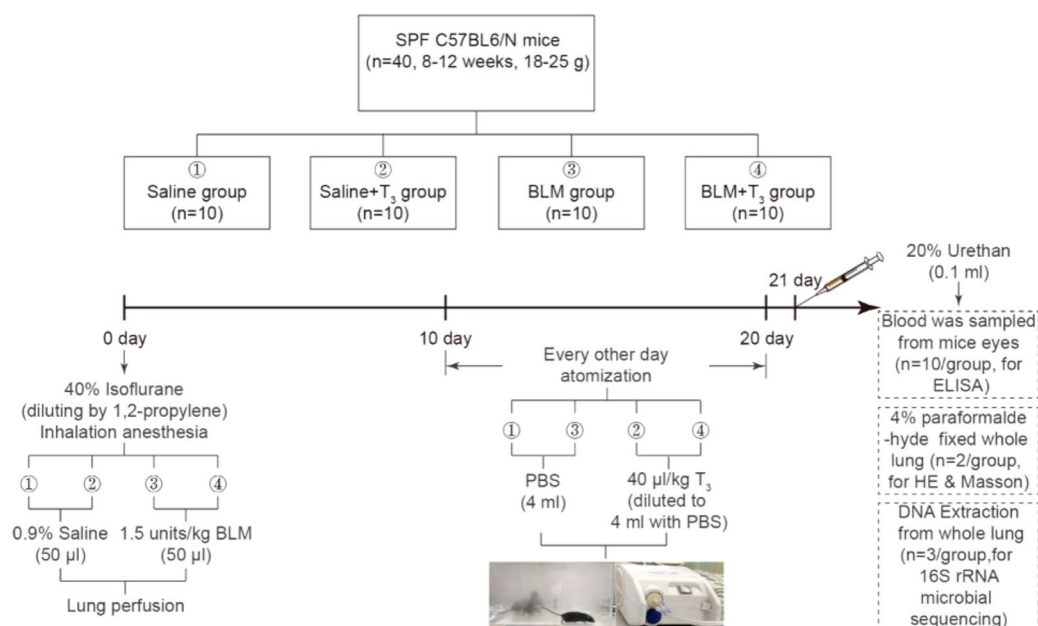 SPF C57BL6/N mice
(n=40, 8-12 weeks, 18-25 g)
①
Saline group
(n=10)
②
Saline+T₃ group
(n=10)
③
BLM group
(n=10)
④
BLM+T₃ group
(n=10)
0 day
10 day
20 day
21 day
40% Isoflurane
(diluting by 1,2-propylene)
Inhalation anesthesia
① ② ③ ④
0.9% Saline
(50 µl)
1.5 units/kg BLM
(50 µl)
Lung perfusion
Every other day
atomization
① ③ ② ④
PBS
(4 ml)
40 µl/kg T₃
(diluted to
4 ml with PBS)
20% Urethan
(0.1 ml)
Blood was sampled
from mice eyes
(n=10/group, for
ELISA)
4% paraformalde
-hyde fixed whole
lung (n=2/group,
for HE & Masson)
DNA Extraction
from whole lung
(n=3/group,for
16S rRNA
microbial
sequencing)